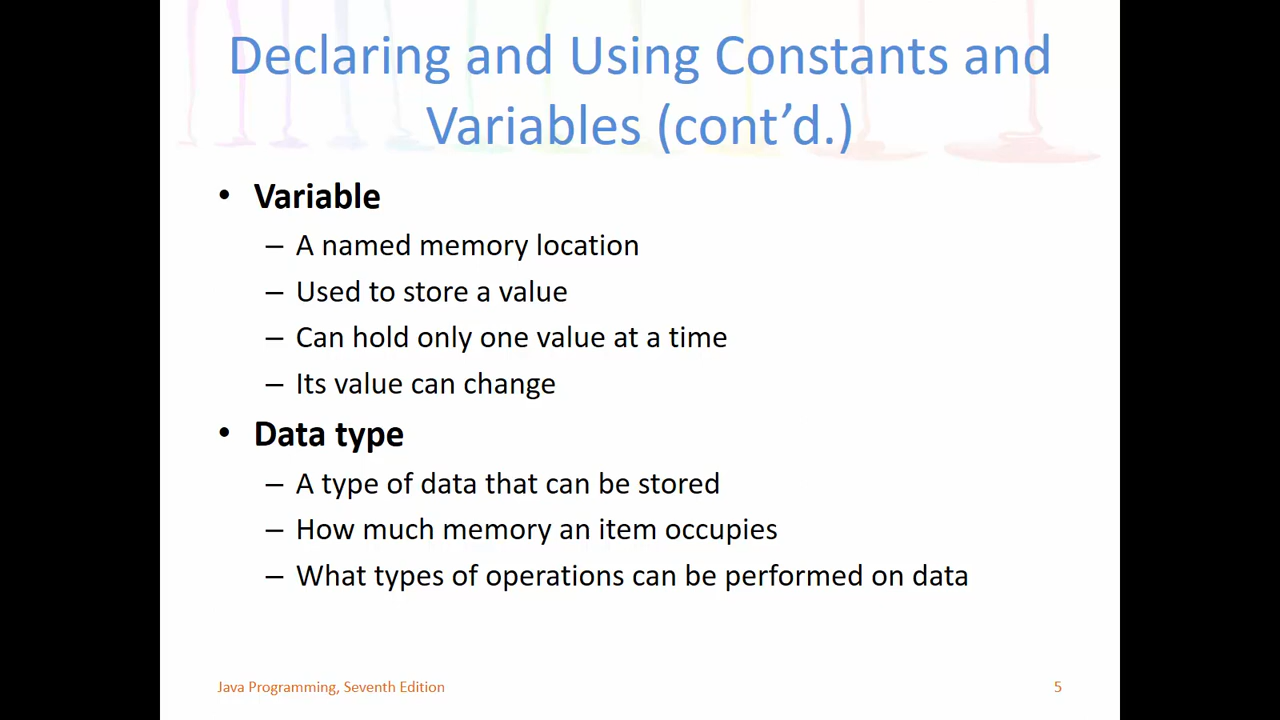 Declaring and Using Constants and
Variables (cont’d.)
• Variable
– A named memory location
– Used to store a value
– Can hold only one value at a time
– Its value can change
• Data type
– A type of data that can be stored
– How much memory an item occupies
– What types of operations can be performed on data
Java Programming, Seventh Edition
5